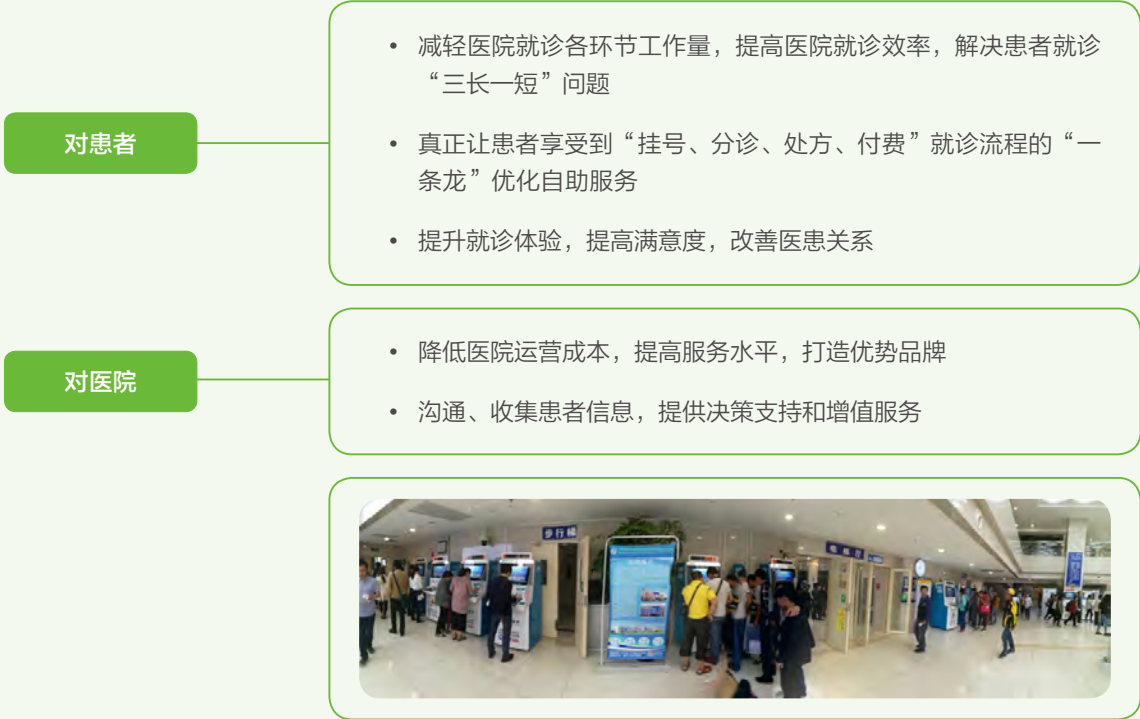 对患者
• 减轻医院就诊各环节工作量，提高医院就诊效率，解决患者就诊
“三长一短”问题
• 真正让患者享受到“挂号、分诊、处方、付费”就诊流程的“一
条龙”优化自助服务
• 提升就诊体验，提高满意度，改善医患关系
对医院
• 降低医院运营成本，提高服务水平，打造优势品牌
• 沟通、收集患者信息，提供决策支持和增值服务
步行梯
电梯厅